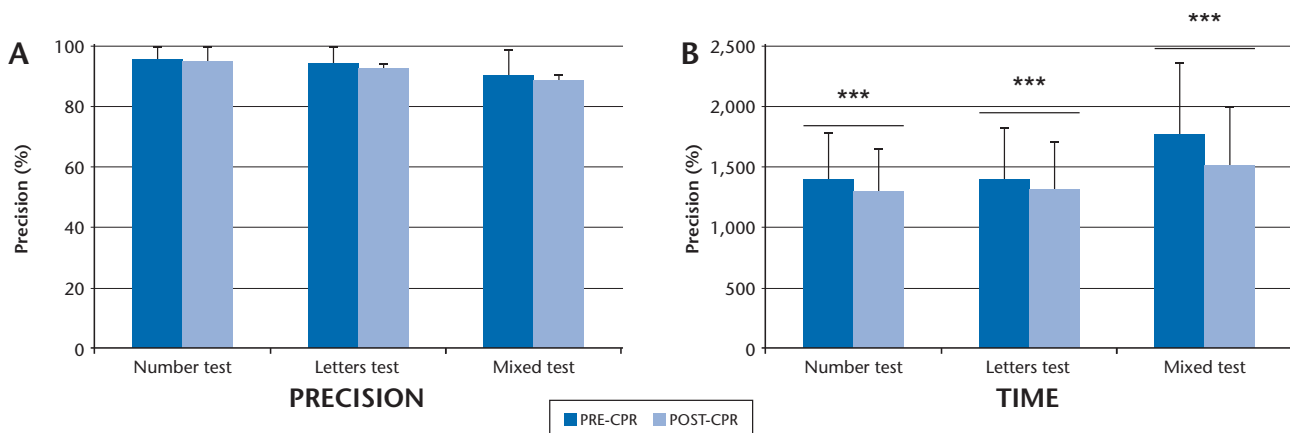 A
Precision (%)
100
80
60
40
20
0
Number test Letters test Mixed test
PRECISION
B
Precision (%)
2,500
2,000
1,500
1,000
500
0
***
***
***
Number test Letters test Mixed test
TIME
PRE-CPR POST-CPR